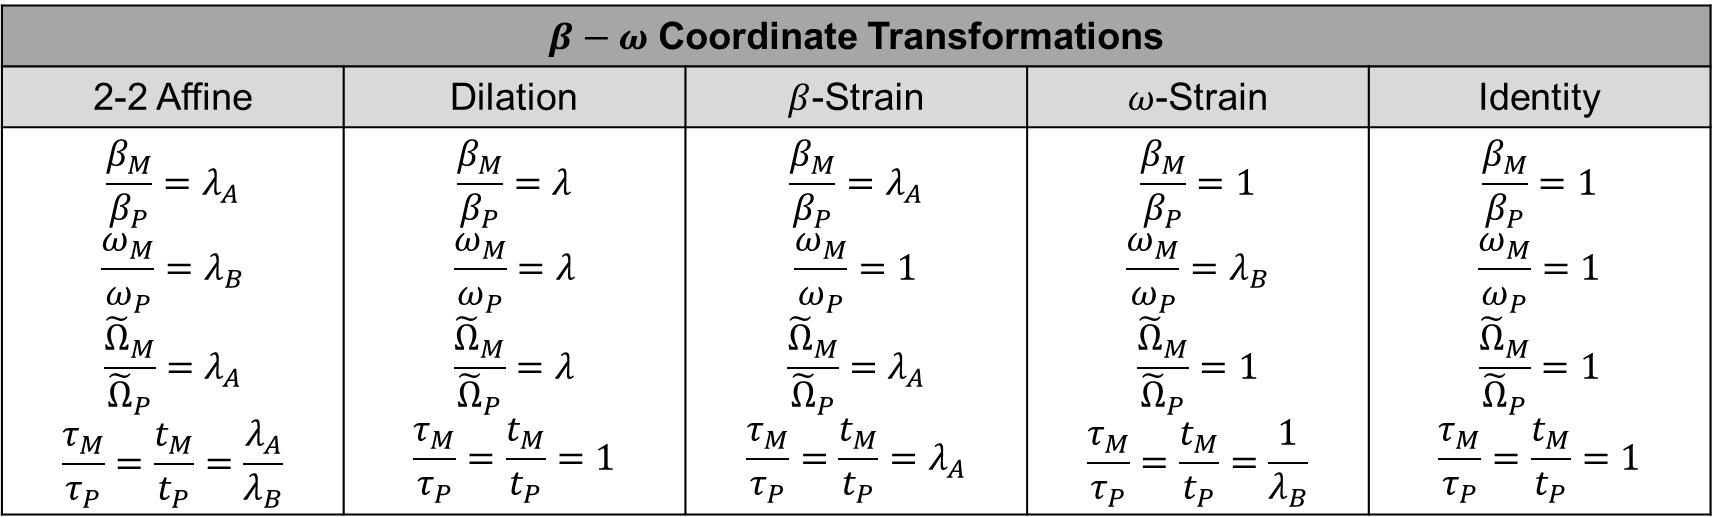 β − ω Coordinate Transformations
2-2 Affine Dilation β-Strain ω-Strain Identity
β_M/β_P = λ_A β_M/β_P = λ β_M/β_P = λ_A β_M/β_P = 1 β_M/β_P = 1
ω_M/ω_P = λ_B ω_M/ω_P = λ ω_M/ω_P = 1 ω_M/ω_P = λ_B ω_M/ω_P = 1
Ω̃_M/Ω̃_P = λ_A Ω̃_M/Ω̃_P = λ Ω̃_M/Ω̃_P = λ_A Ω̃_M/Ω̃_P = 1 Ω̃_M/Ω̃_P = 1
τ_M/τ_P = t_M/t_P = λ_A/λ_B τ_M/τ_P = t_M/t_P = 1 τ_M/τ_P = t_M/t_P = λ_A τ_M/τ_P = t_M/t_P = 1/λ_B τ_M/τ_P = t_M/t_P = 1